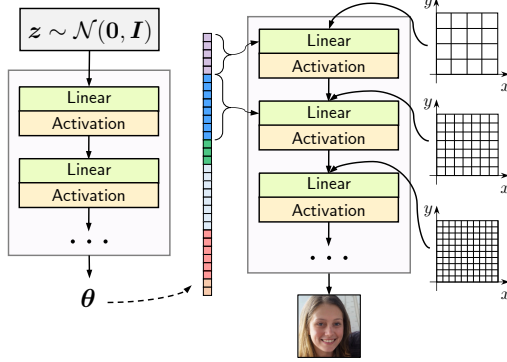 z ∼ N(0, I)
Linear
Activation
Linear
Activation
. . .
θ
Linear
Activation
Linear
Activation
Linear
Activation
. . .
y
x
y
x
y
x